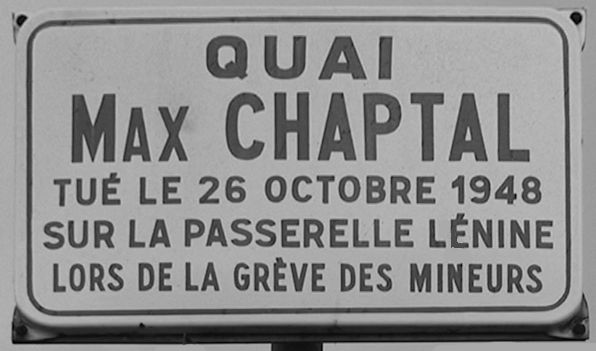 QUAI
MAX CHAPTAL
TUÉ LE 26 OCTOBRE 1948
SUR LA PASSERELLE LÉNINE
LORS DE LA GRÈVE DES MINEURS